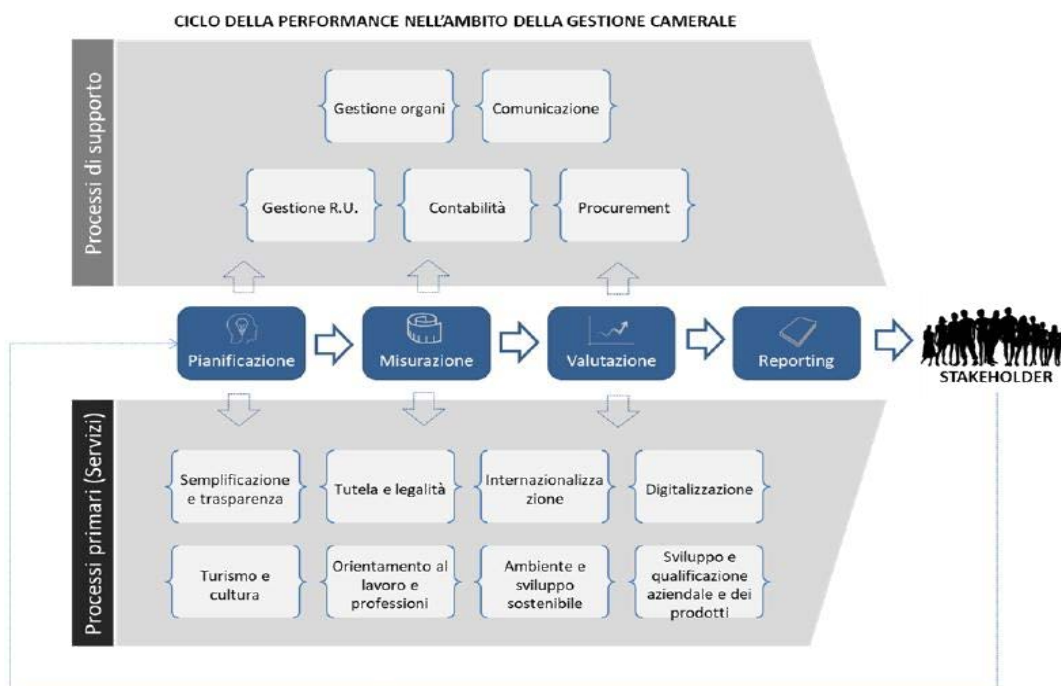 CICLO DELLA PERFORMANCE NELL'AMBITO DELLA GESTIONE CAMERALE
Processi di supporto
Gestione organi
Comunicazione
Gestione R.U.
Contabilità
Procurement
Pianificazione
Misurazione
Valutazione
Reporting
STAKEHOLDER
Processi primari (Servizi)
Semplificazione
e trasparenza
Tutela e legalità
Internazionalizza
zione
Digitalizzazione
Turismo e
cultura
Orientamento al
lavoro e
professioni
Ambiente e
sviluppo
sostenibile
Sviluppo e
qualificazione
aziendale e dei
prodotti